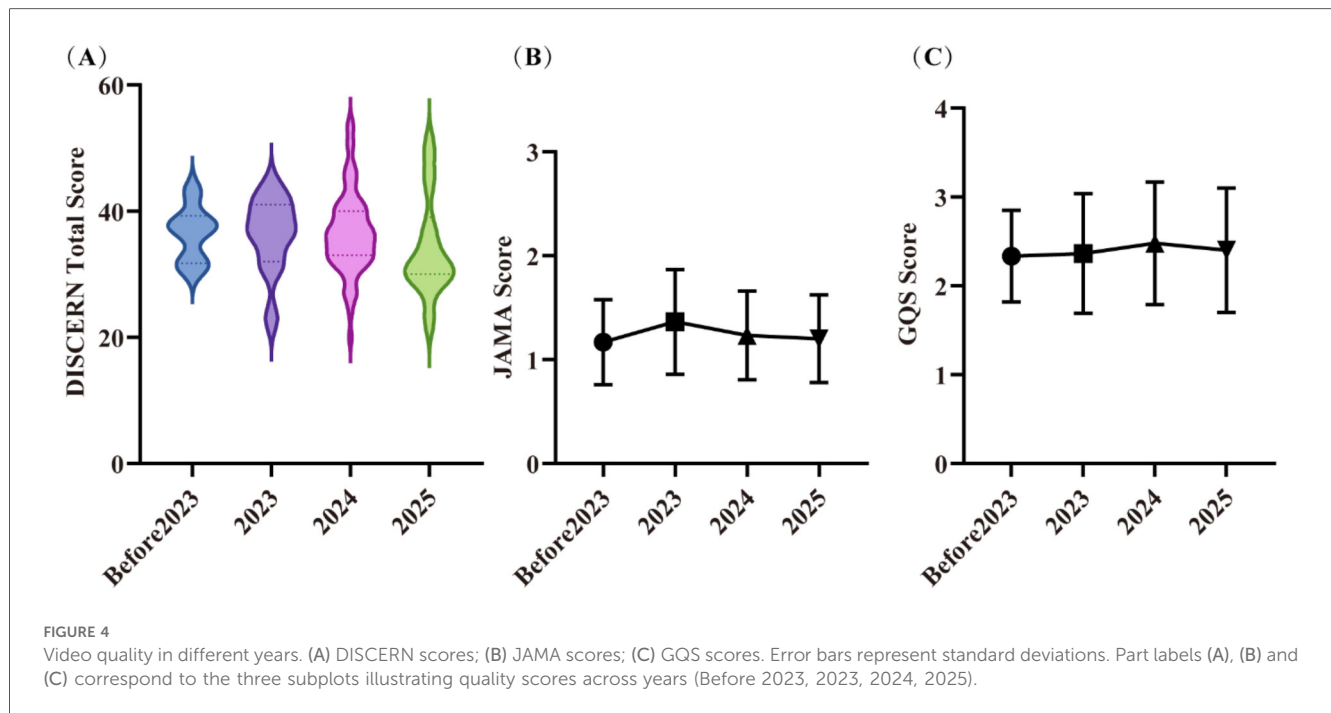 (A)
DISCERN Total Score
60
40
20
0
Before2023
2023
2024
2025
(B)
JAMA Score
3
2
1
0
Before2023
2023
2024
2025
(C)
GQS Score
4
3
2
1
0
Before2023
2023
2024
2025
FIGURE 4
Video quality in different years. (A) DISCERN scores; (B) JAMA scores; (C) GQS scores. Error bars represent standard deviations. Part labels (A), (B) and
(C) correspond to the three subplots illustrating quality scores across years (Before 2023, 2023, 2024, 2025).